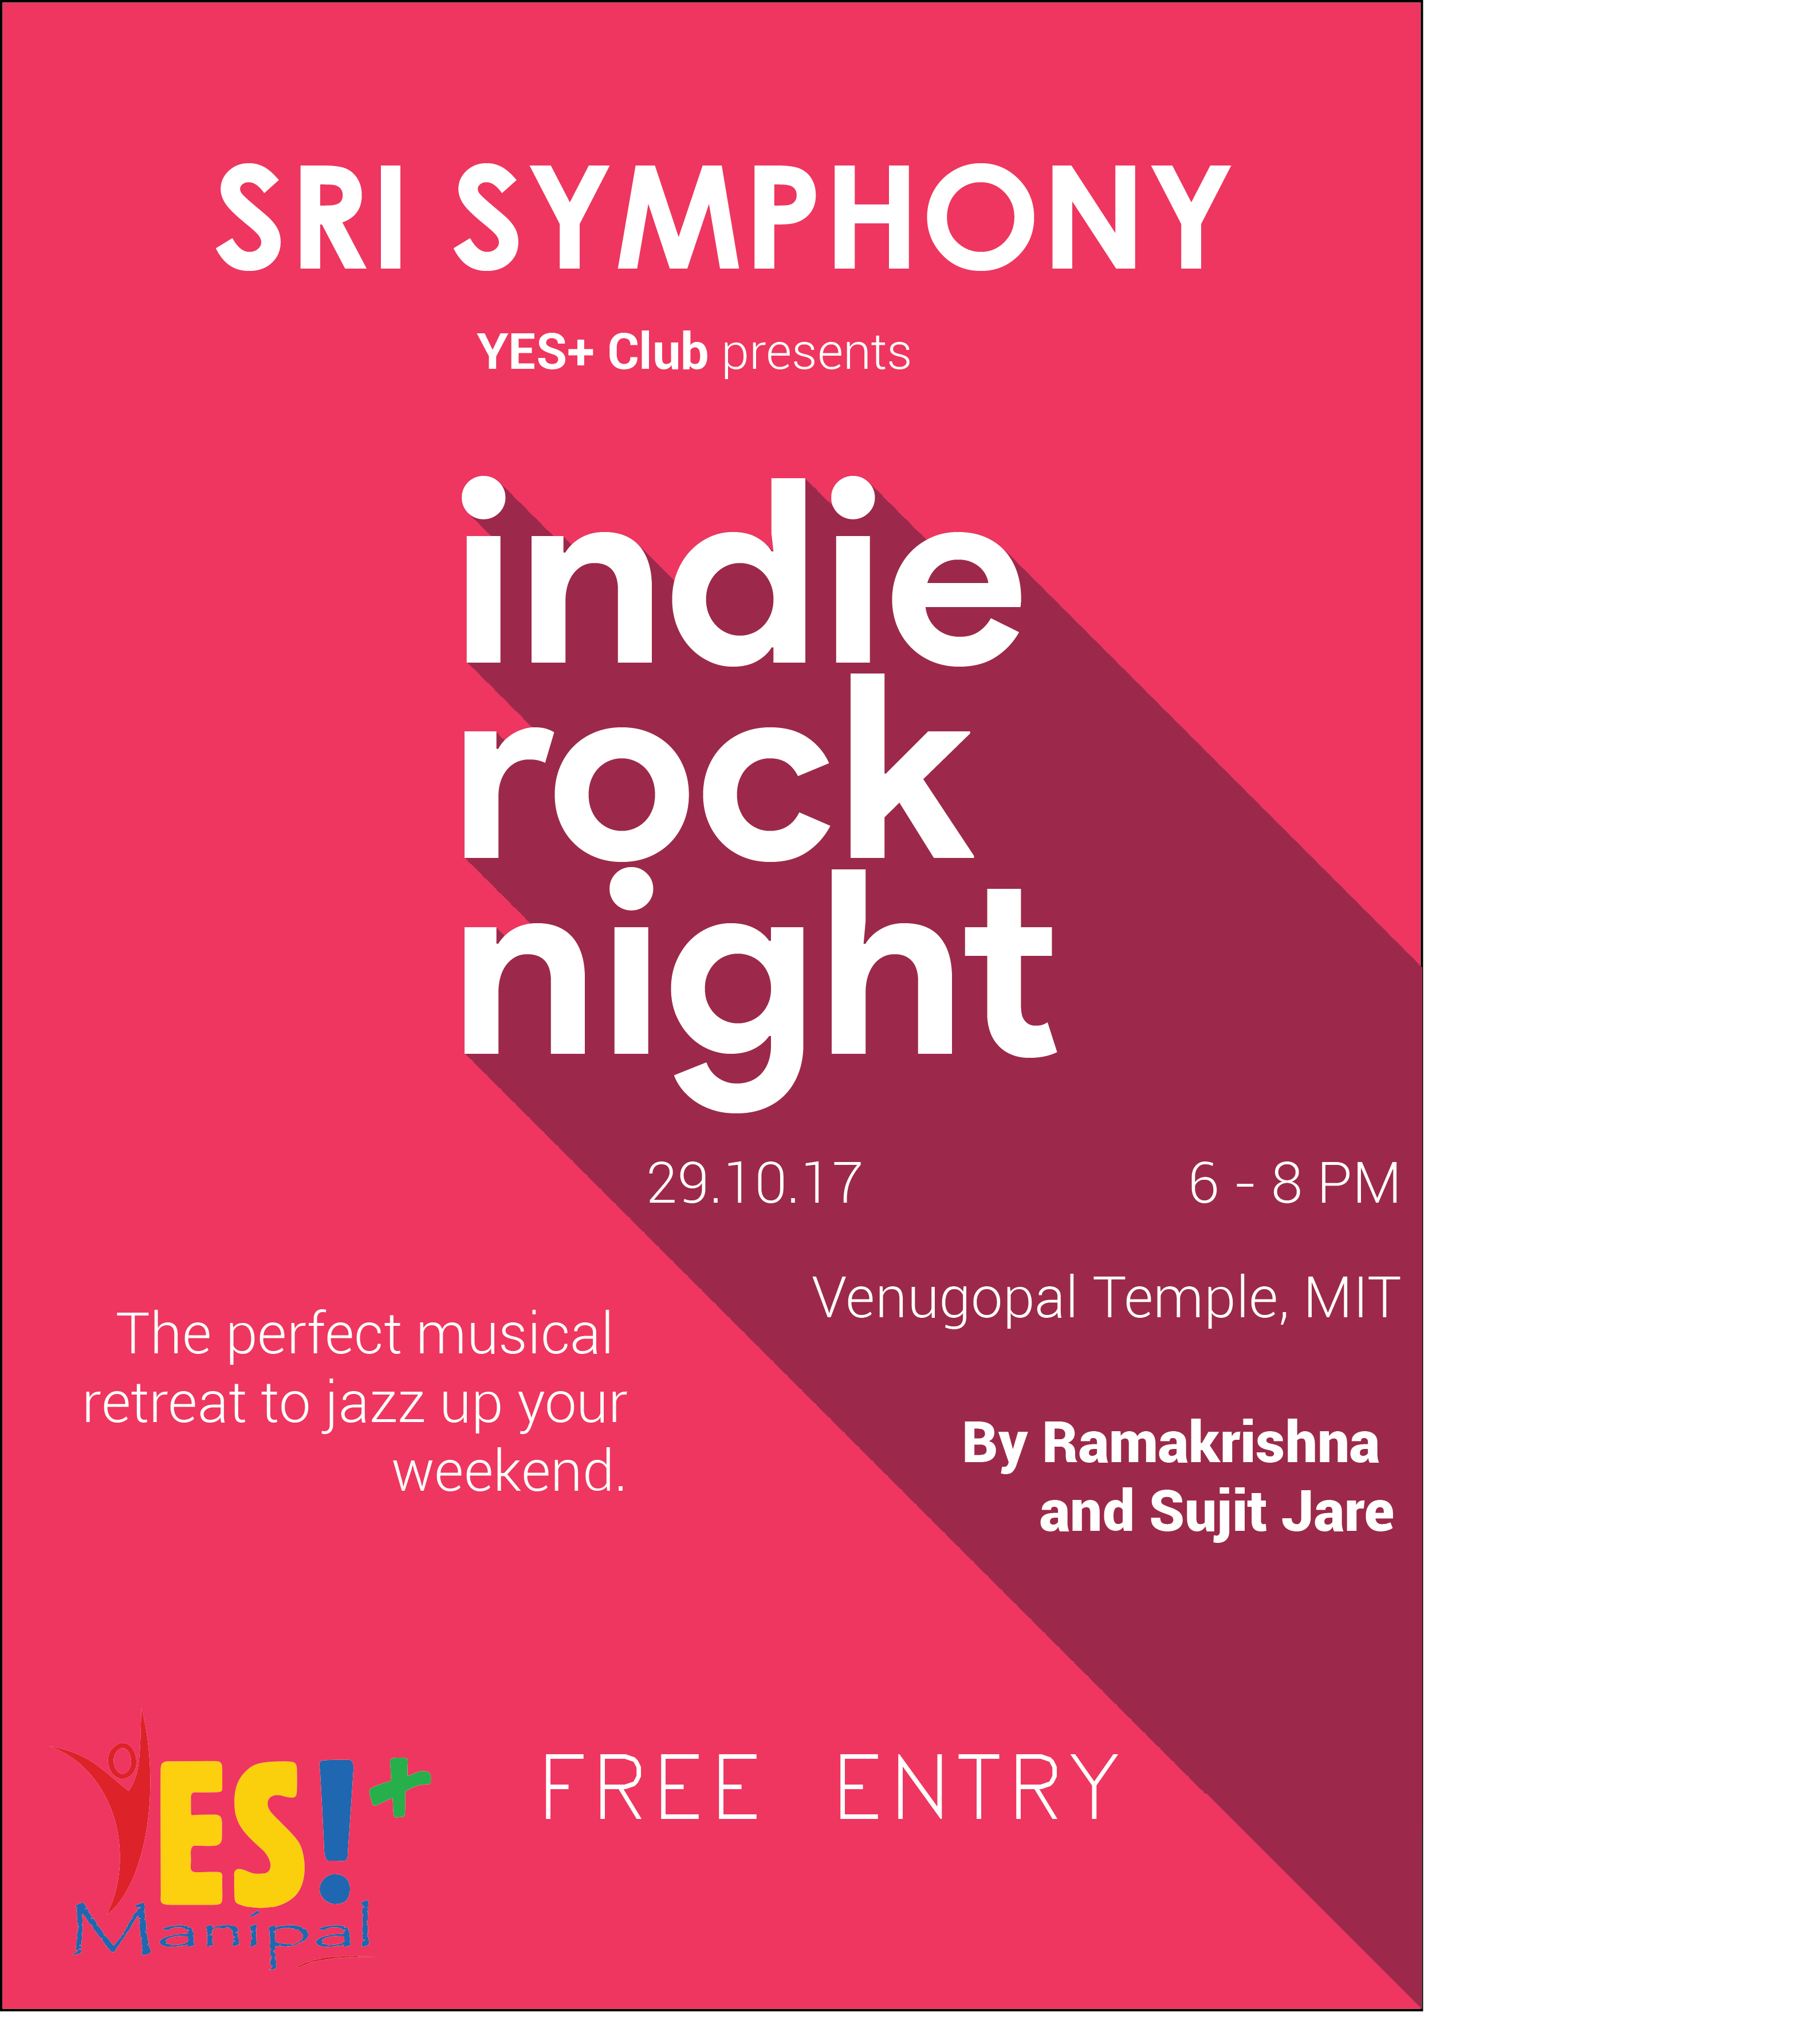 SRI SYMPHONY
YES+ Club presents
indie
rock
night
29.10.17 6 - 8 PM
Venugopal Temple, MIT
The perfect musical
retreat to jazz up your
weekend.
By Ramakrishna
and Sujit Jare
YES!+
Manipal
FREE ENTRY